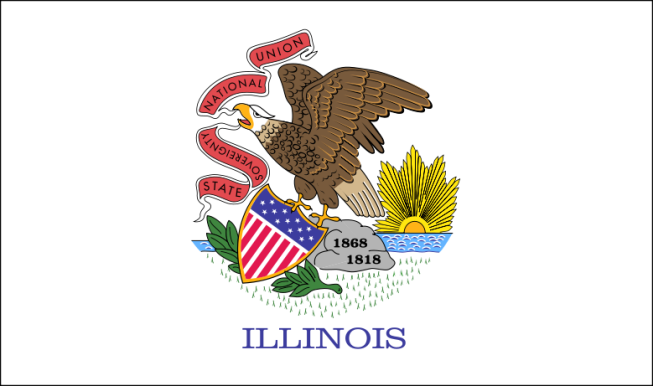 UNION
NATIONAL
SOVEREIGNTY
STATE
1868
1818
ILLINOIS